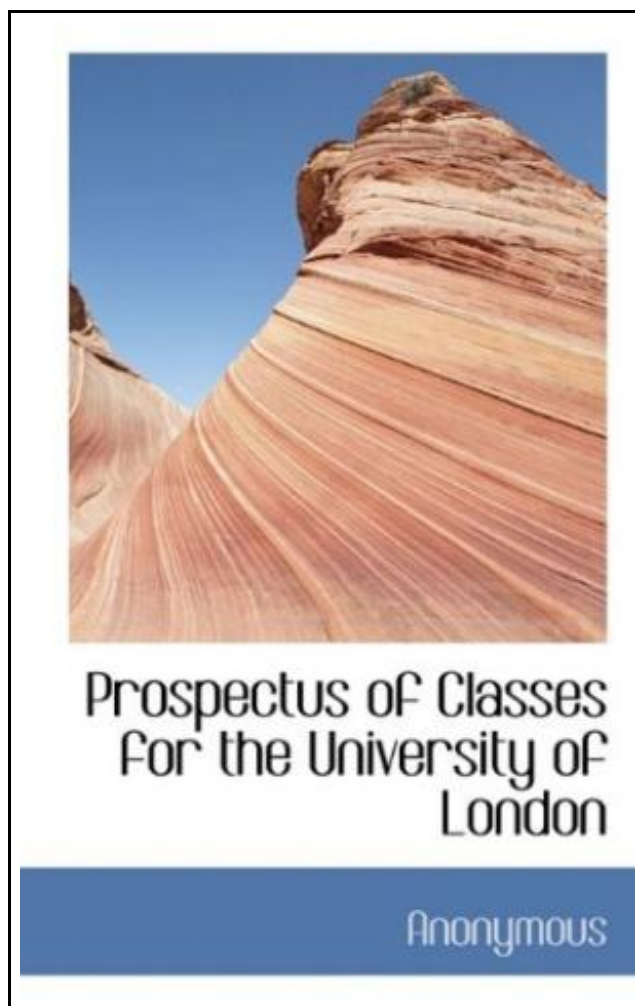 Prospectus of Classes
for the University of
London
Anonymous